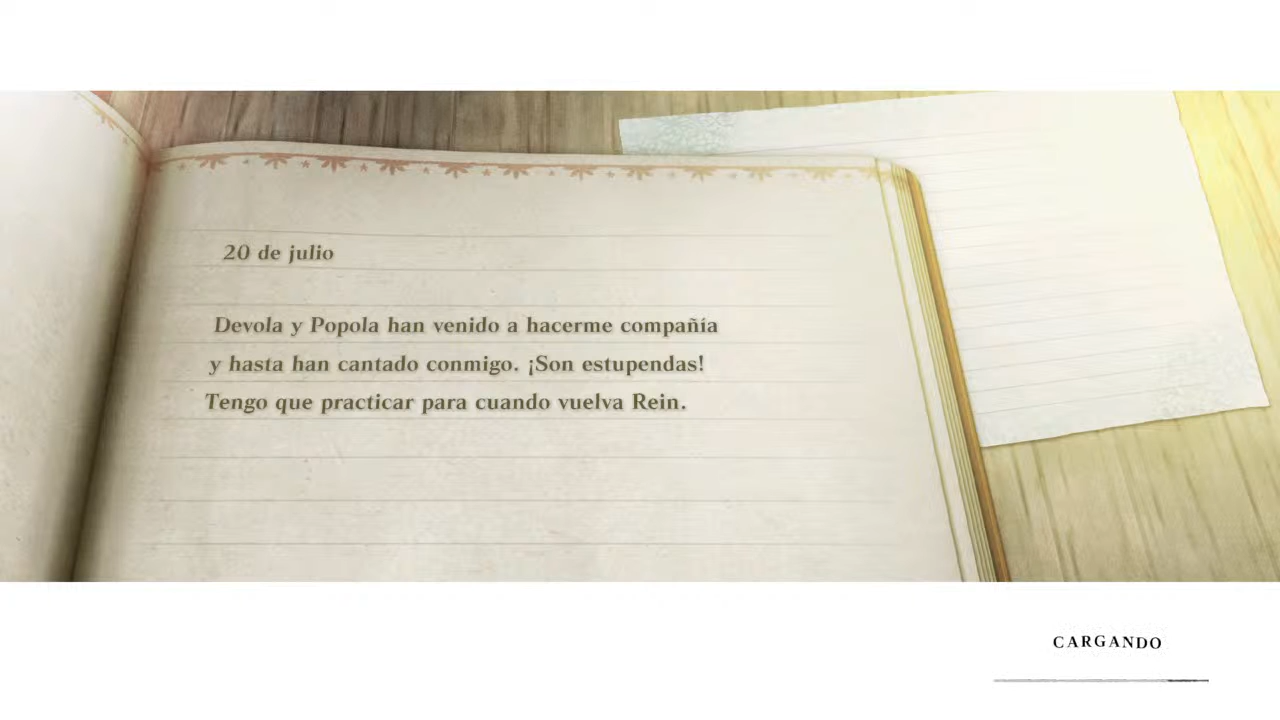 20 de julio
Devola y Popola han venido a hacerme compañía
y hasta han cantado conmigo. ¡Son estupendas!
Tengo que practicar para cuando vuelva Rein.
CARGANDO